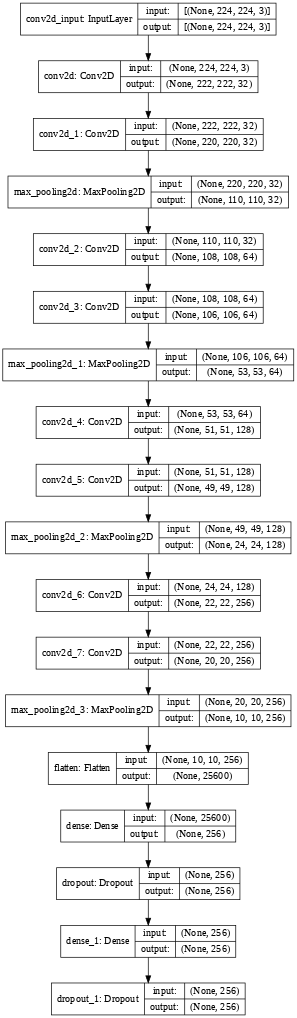 conv2d_input: InputLayer
input: [(None, 224, 224, 3)]
output: [(None, 224, 224, 3)]
conv2d: Conv2D
input: (None, 224, 224, 3)
output: (None, 222, 222, 32)
conv2d_1: Conv2D
input: (None, 222, 222, 32)
output: (None, 220, 220, 32)
max_pooling2d: MaxPooling2D
input: (None, 220, 220, 32)
output: (None, 110, 110, 32)
conv2d_2: Conv2D
input: (None, 110, 110, 32)
output: (None, 108, 108, 64)
conv2d_3: Conv2D
input: (None, 108, 108, 64)
output: (None, 106, 106, 64)
max_pooling2d_1: MaxPooling2D
input: (None, 106, 106, 64)
output: (None, 53, 53, 64)
conv2d_4: Conv2D
input: (None, 53, 53, 64)
output: (None, 51, 51, 128)
conv2d_5: Conv2D
input: (None, 51, 51, 128)
output: (None, 49, 49, 128)
max_pooling2d_2: MaxPooling2D
input: (None, 49, 49, 128)
output: (None, 24, 24, 128)
conv2d_6: Conv2D
input: (None, 24, 24, 128)
output: (None, 22, 22, 256)
conv2d_7: Conv2D
input: (None, 22, 22, 256)
output: (None, 20, 20, 256)
max_pooling2d_3: MaxPooling2D
input: (None, 20, 20, 256)
output: (None, 10, 10, 256)
flatten: Flatten
input: (None, 10, 10, 256)
output: (None, 25600)
dense: Dense
input: (None, 25600)
output: (None, 256)
dropout: Dropout
input: (None, 256)
output: (None, 256)
dense_1: Dense
input: (None, 256)
output: (None, 256)
dropout_1: Dropout
input: (None, 256)
output: (None, 256)